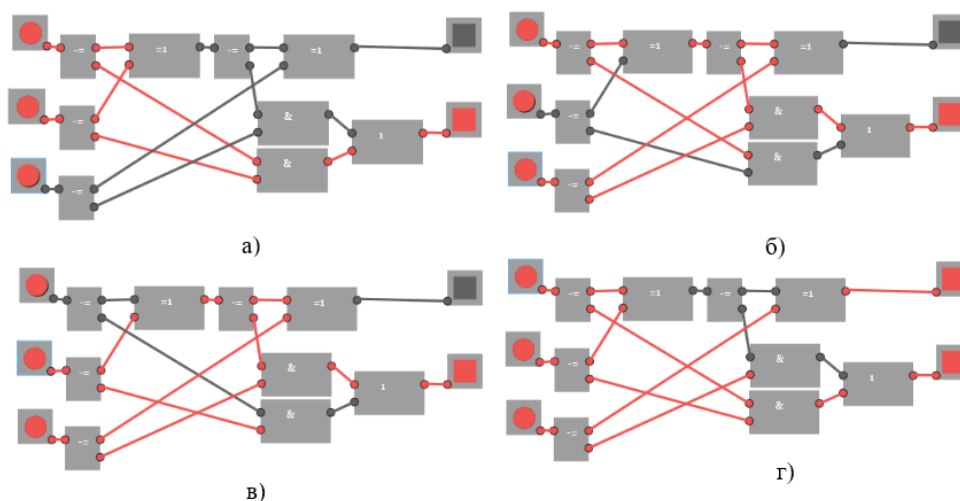 -= =1 -= =1
-= & 1
&
-=
а)
-= =1 -= =1
-= & 1
&
-=
б)
-= =1 -= =1
-= & 1
&
-=
в)
-= =1 -= =1
-= & 1
&
-=
г)